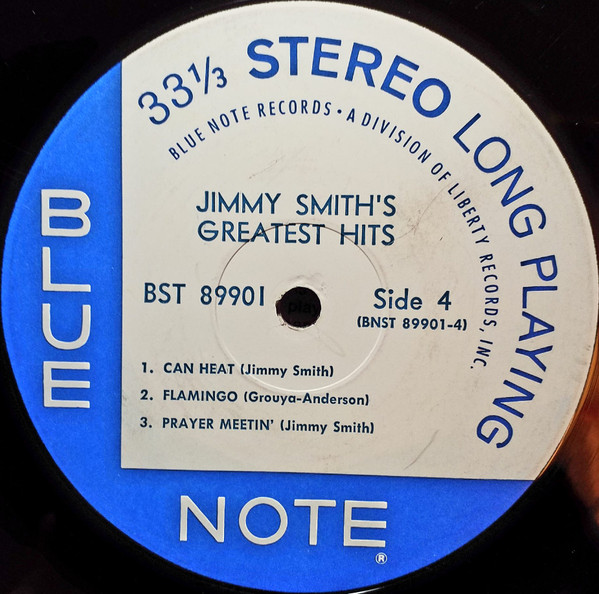 33⅓ STEREO LONG PLAYING
BLUE NOTE RECORDS • A DIVISION OF LIBERTY RECORDS, INC.
JIMMY SMITH'S
GREATEST HITS
BST 89901
Side 4
(BNST 89901-4)
1. CAN HEAT (Jimmy Smith)
2. FLAMINGO (Grouya-Anderson)
3. PRAYER MEETIN' (Jimmy Smith)
BLUE
NOTE®